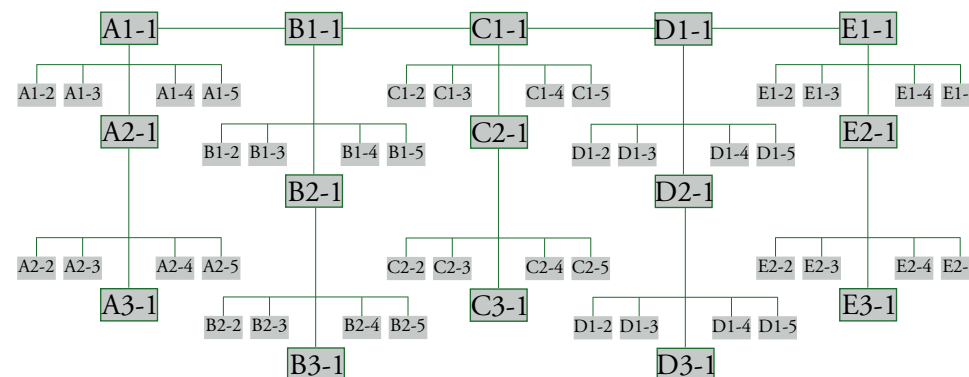 A1-1 B1-1 C1-1 D1-1 E1-1
A1-2 A1-3 A1-4 A1-5 C1-2 C1-3 C1-4 C1-5 E1-2 E1-3 E1-4 E1-
A2-1 C2-1 E2-1
B1-2 B1-3 B1-4 B1-5 D1-2 D1-3 D1-4 D1-5
B2-1 D2-1
A2-2 A2-3 A2-4 A2-5 C2-2 C2-3 C2-4 C2-5 E2-2 E2-3 E2-4 E2-
A3-1 C3-1 E3-1
B2-2 B2-3 B2-4 B2-5 D1-2 D1-3 D1-4 D1-5
B3-1 D3-1